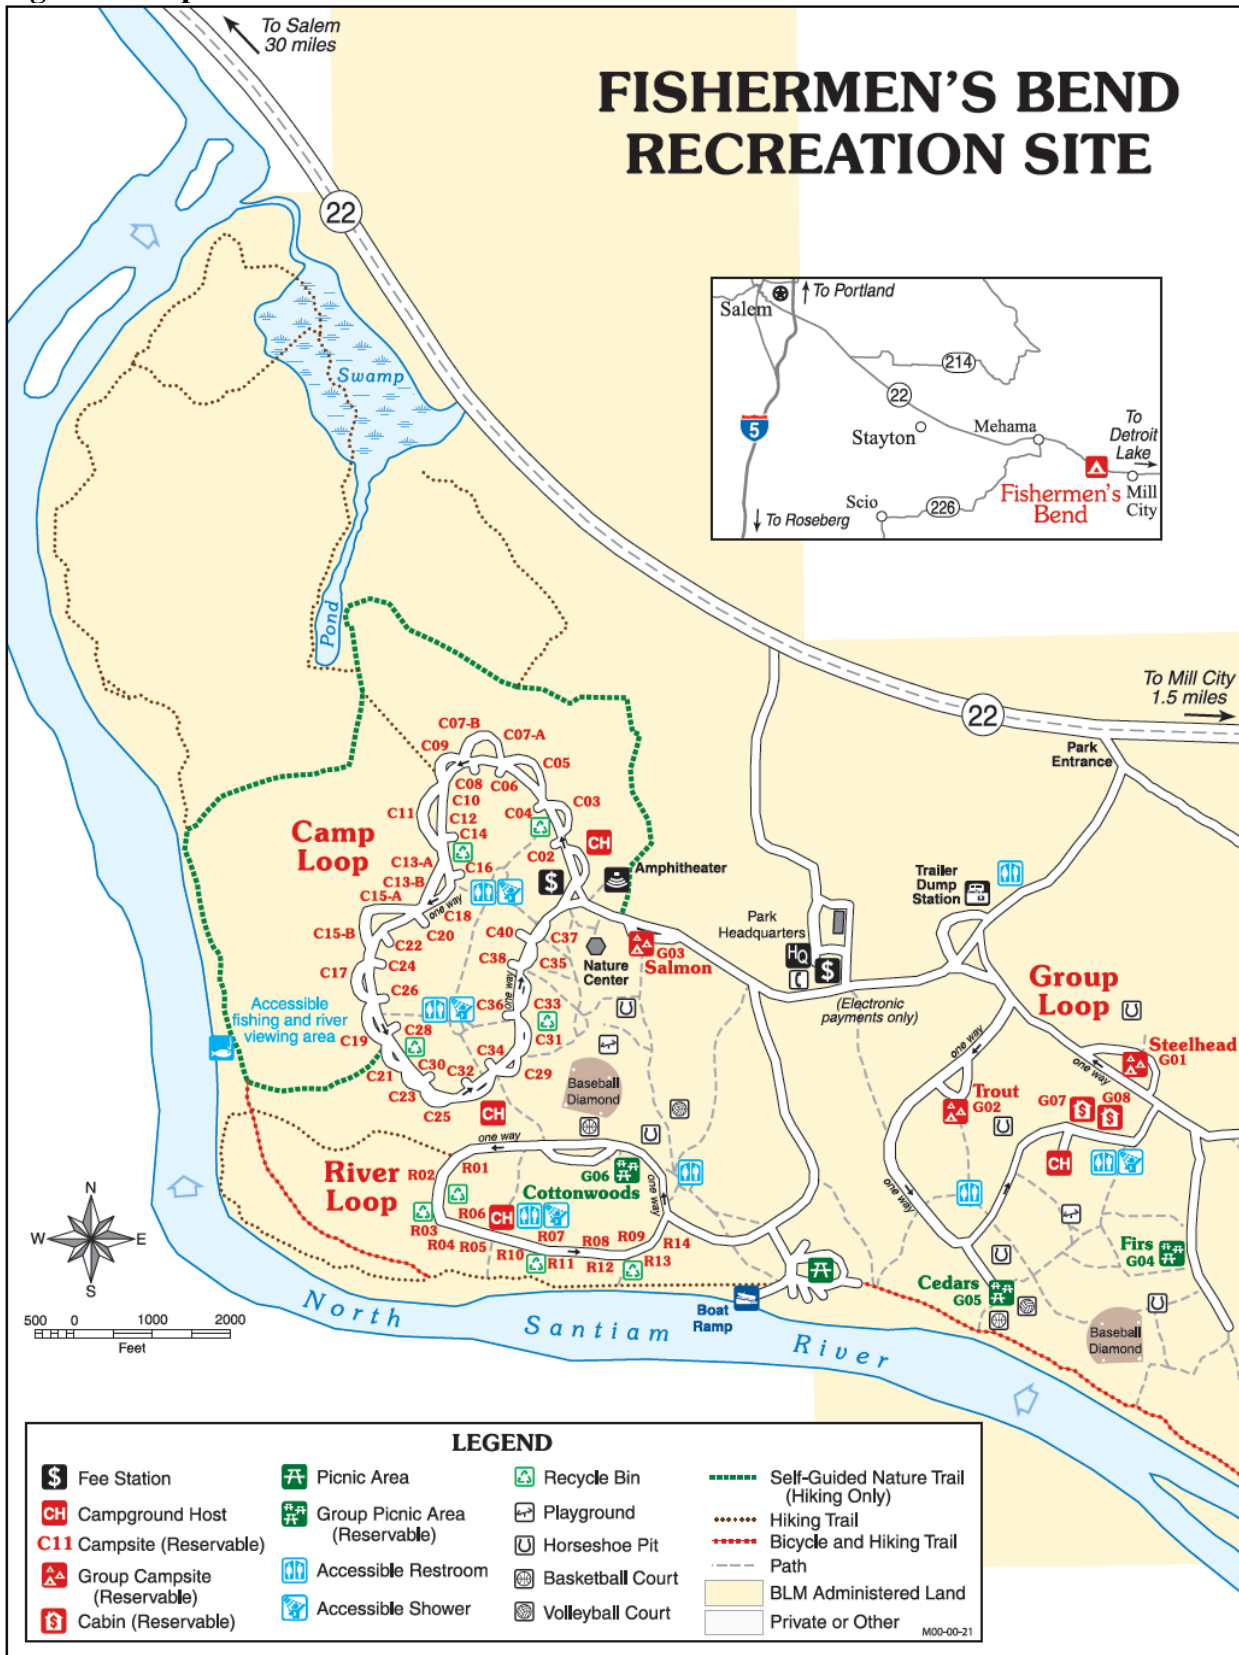 To Salem
30 miles
FISHERMEN'S BEND
RECREATION SITE
22
To Portland
Salem
214
22
5
Stayton
Mehama
To
Detroit
Lake
Scio
226
Fishermen's
Bend
Mill
City
To Roseberg
Swamp
Pond
To Mill City
1.5 miles
22
Park
Entrance
C07-B
C07-A
C09
C05
C08
C06
C10
C03
C04
C11
C12
Camp
Loop
C14
C02
CH
C13-A
C16
Amphitheater
C13-B
$
C15-A
one way
C18
C20
C15-B
C22
C40
C37
C24
C38
C35
Nature
Center
G03
Salmon
C17
C26
one way
C36
C33
C31
C28
C19
C34
C30
C32
C29
C21
C23
C25
CH
Accessible
fishing and river
viewing area
Park
Headquarters
HQ
$
(Electronic
payments only)
Trailer
Dump
Station
Group
Loop
one way
Steelhead
G01
one way
Trout
G02
G07
G08
CH
one way
Baseball
Diamond
one way
River
Loop
R02
R01
G06
Cottonwoods
one way
R06
CH
R03
R07
R04
R05
R08
R09
R14
R10
R11
R12
R13
Firs
G04
Cedars
G05
Baseball
Diamond
Boat
Ramp
North Santiam River
N
W
E
S
500 0 1000 2000
Feet
LEGEND
$ Fee Station
CH Campground Host
C11 Campsite (Reservable)
Group Campsite
(Reservable)
$ Cabin (Reservable)
Picnic Area
Group Picnic Area
(Reservable)
Accessible Restroom
Accessible Shower
Recycle Bin
Playground
Horseshoe Pit
Basketball Court
Volleyball Court
Self-Guided Nature Trail
(Hiking Only)
Hiking Trail
Bicycle and Hiking Trail
Path
BLM Administered Land
Private or Other
M00-00-21